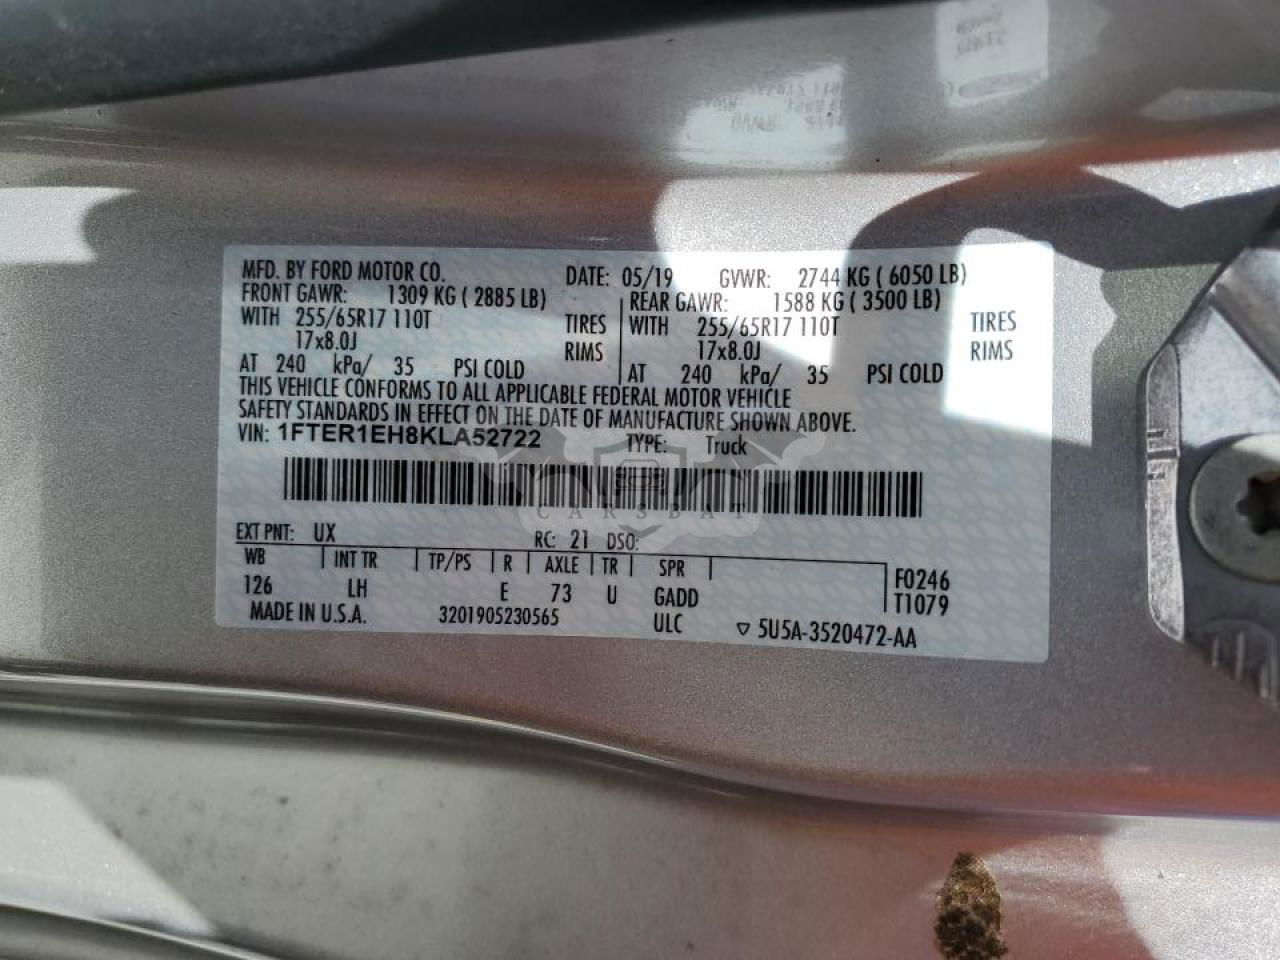 MFD. BY FORD MOTOR CO. DATE: 05/19 GVWR: 2744 KG ( 6050 LB)
FRONT GAWR: 1309 KG ( 2885 LB) REAR GAWR: 1588 KG ( 3500 LB)
WITH 255/65R17 110T TIRES WITH 255/65R17 110T TIRES
17x8.0J RIMS 17x8.0J RIMS
AT 240 kPa/ 35 PSI COLD AT 240 kPa/ 35 PSI COLD
THIS VEHICLE CONFORMS TO ALL APPLICABLE FEDERAL MOTOR VEHICLE
SAFETY STANDARDS IN EFFECT ON THE DATE OF MANUFACTURE SHOWN ABOVE.
VIN: 1FTER1EH8KLA52722 TYPE: Truck
CARSBAT
EXT PNT: UX RC: 21 DSO:
WB INT TR TP/PS R AXLE TR SPR F0246
126 LH E 73 U GADD T1079
MADE IN U.S.A. 3201905230565 ULC ▽ 5U5A-3520472-AA